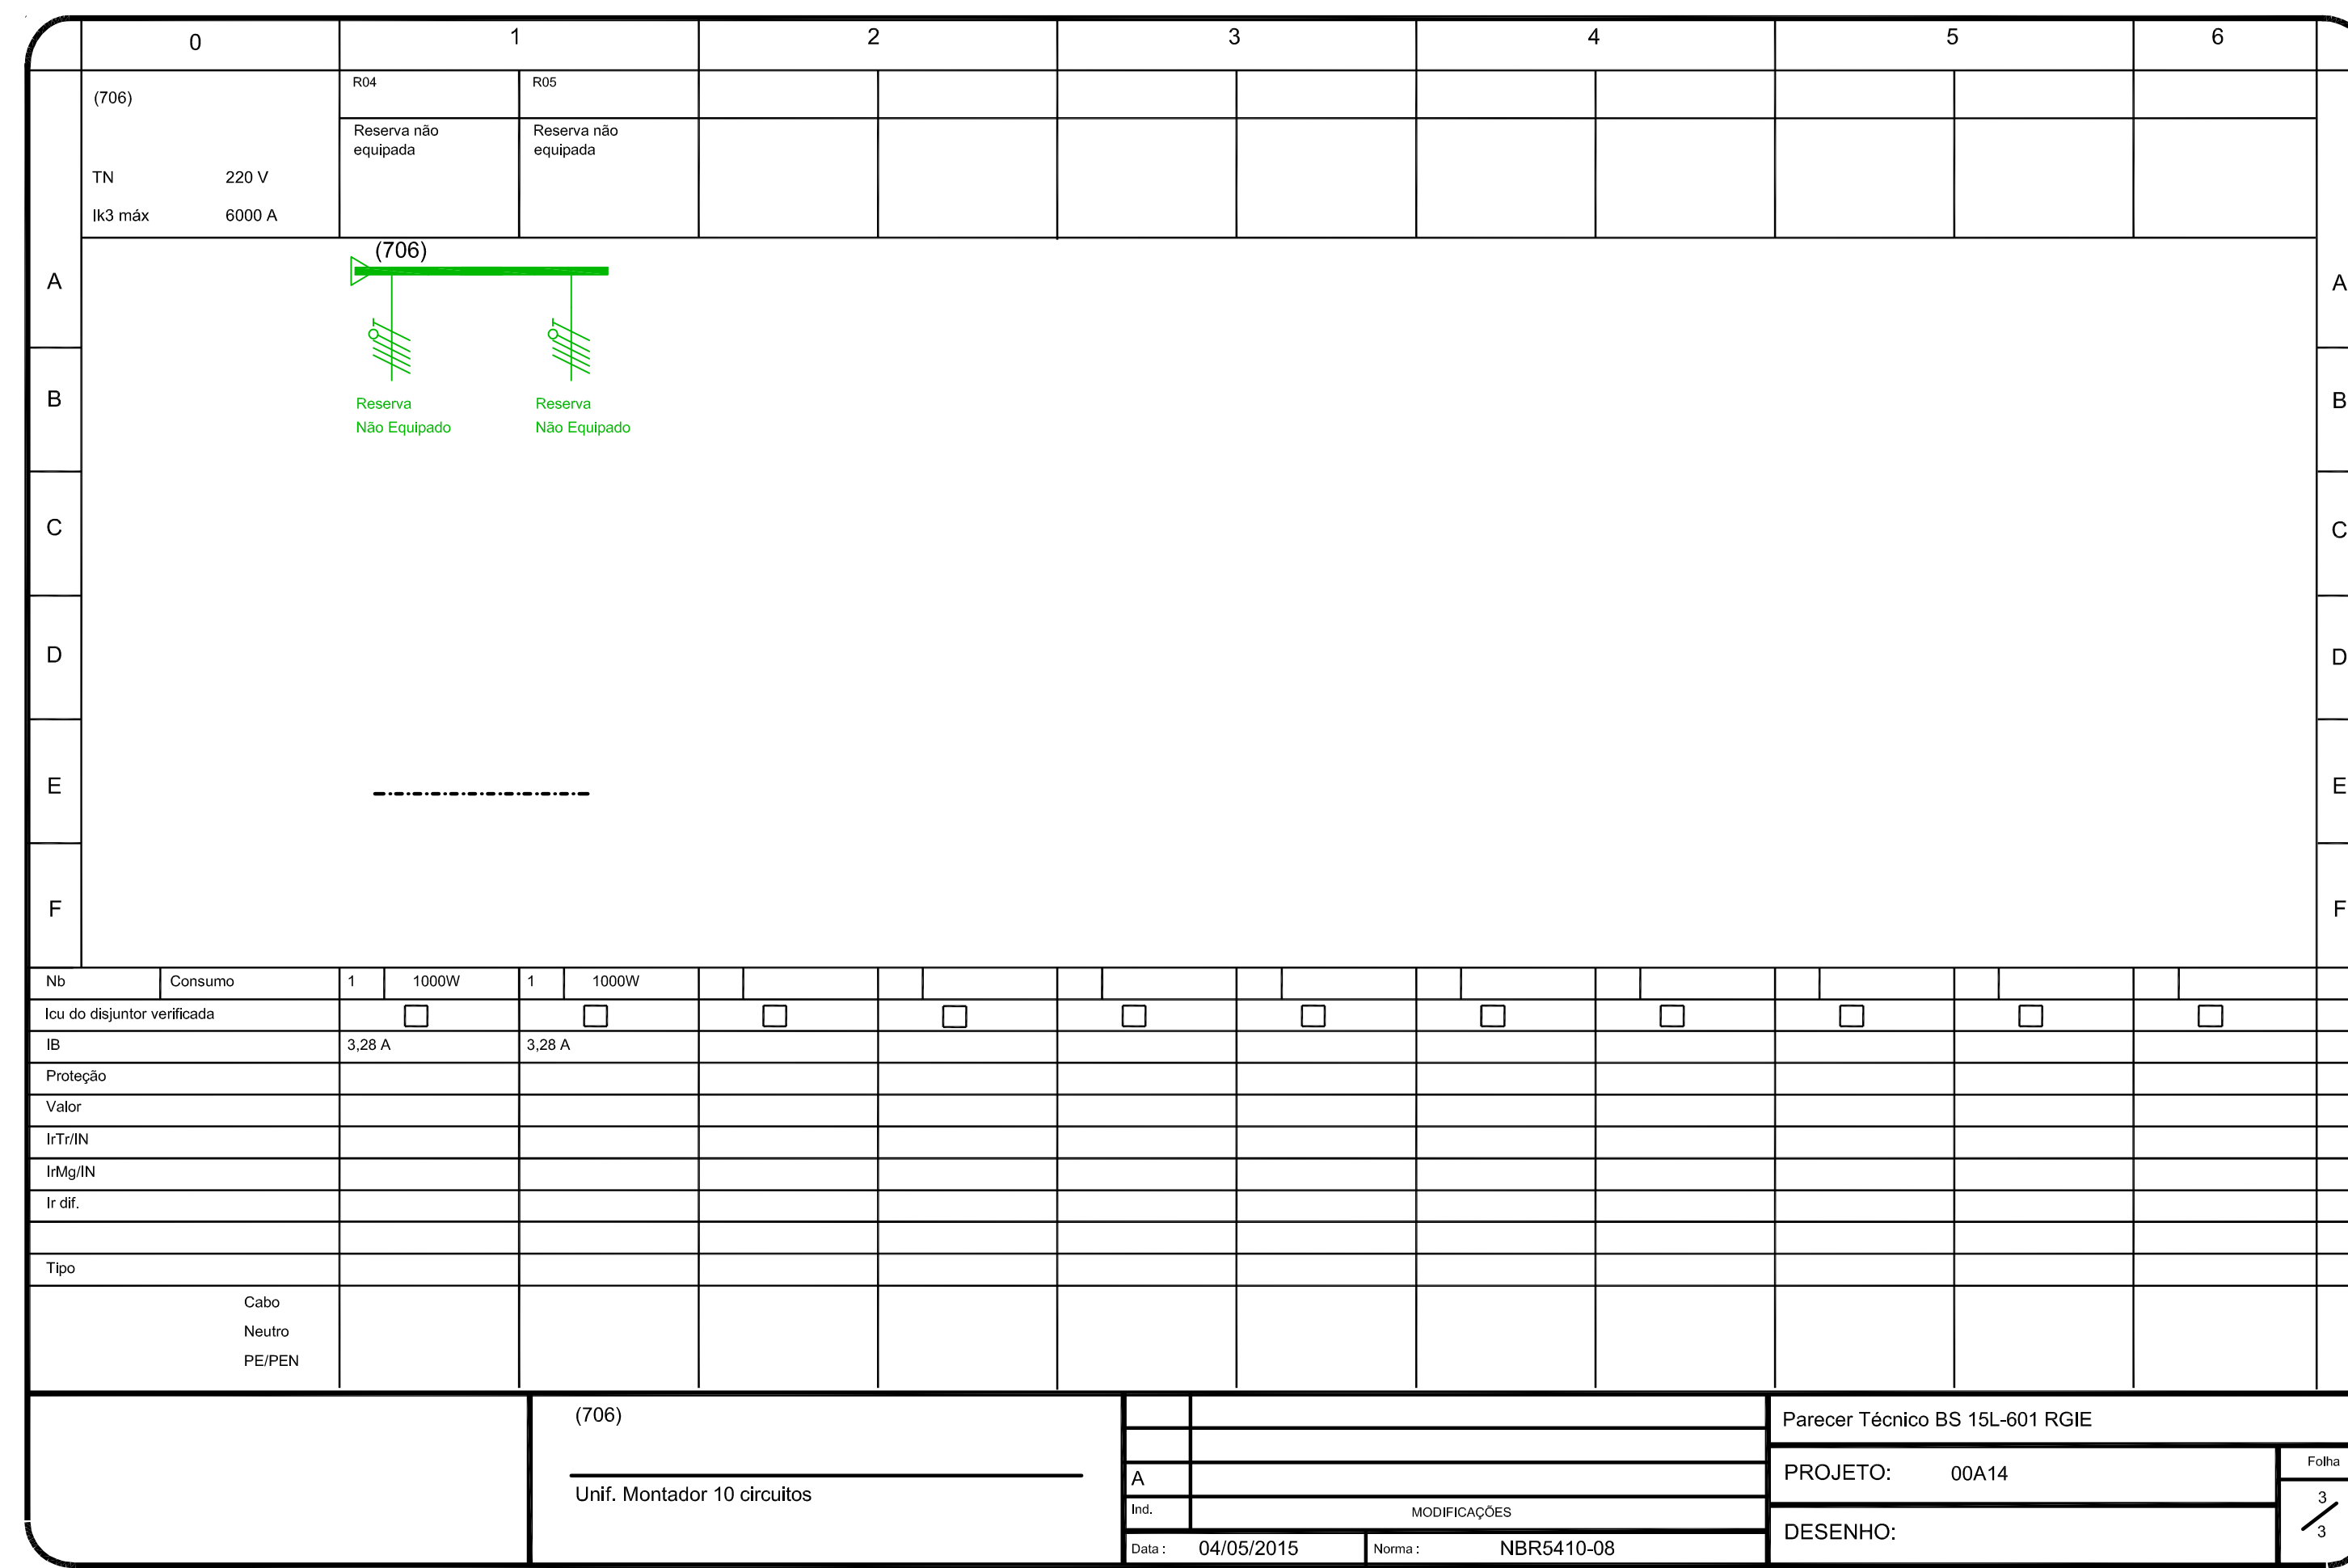 0 1 2 3 4 5 6
(706)
R04 R05
Reserva não Reserva não
equipada equipada
TN 220 V
Ik3 máx 6000 A
(706)
A A
Reserva Reserva
B B
Não Equipado Não Equipado
C C
D D
E E
F F
Nb Consumo 1 1000W 1 1000W
Icu do disjuntor verificada
IB 3,28 A 3,28 A
Proteção
Valor
IrTr/IN
IrMg/IN
Ir dif.
Tipo
Cabo
Neutro
PE/PEN
(706)
Unif. Montador 10 circuitos
A
Ind. MODIFICAÇÕES
Data : 04/05/2015 Norma : NBR5410-08
Parecer Técnico BS 15L-601 RGIE
PROJETO: 00A14
Folha
3
3
DESENHO: